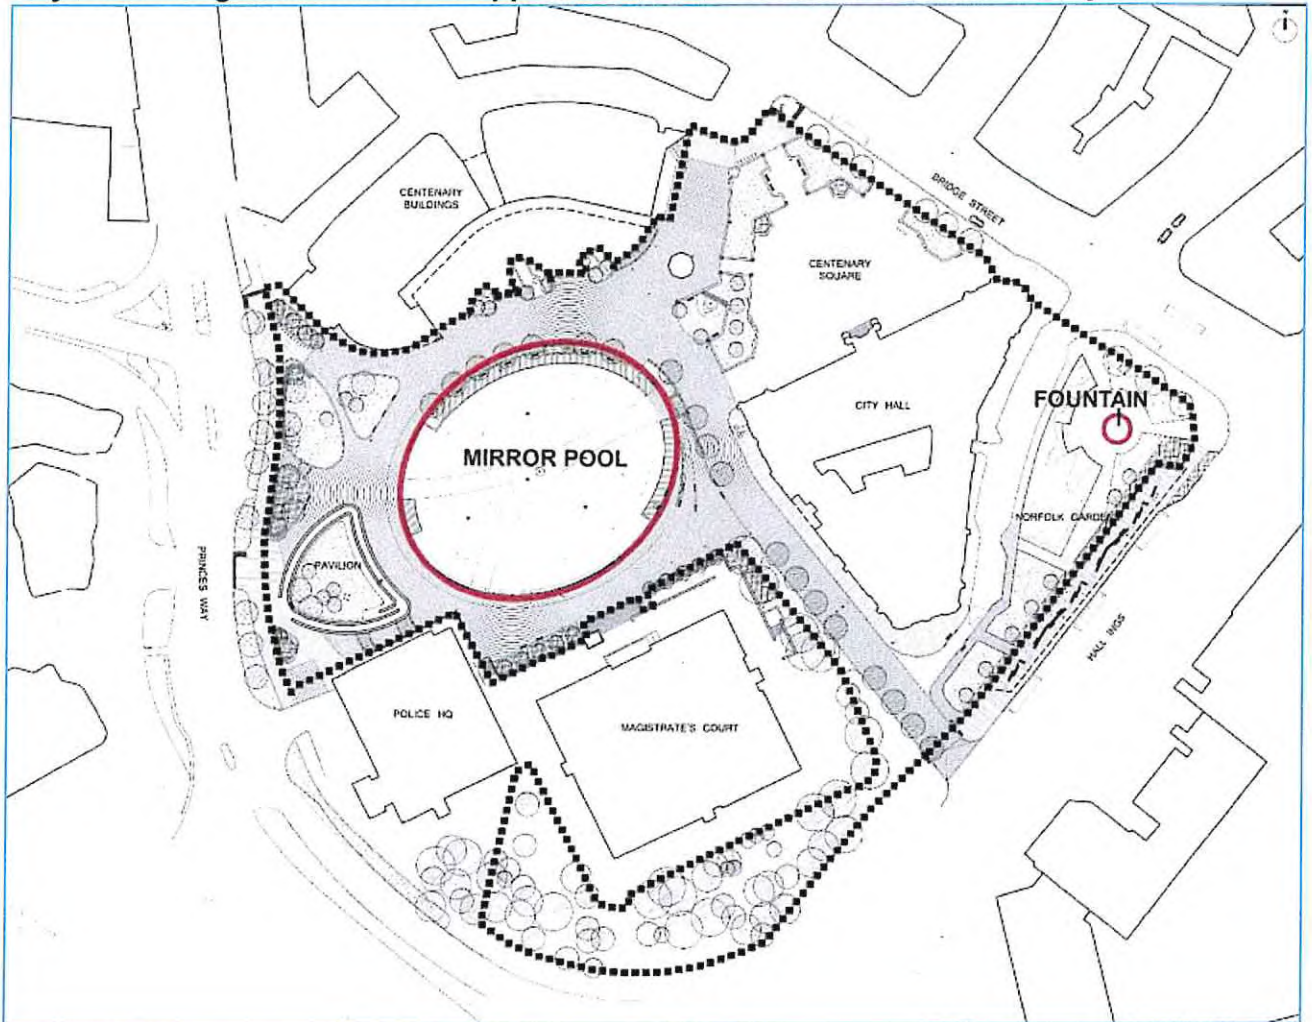 CENTENARY
BUILDINGS
BRIDGE STREET
CENTENARY
SQUARE
FOUNTAIN
CITY HALL
MIRROR POOL
NORFOLK GARDENS
PAVILION
PRINCES WAY
HALL INGS
POLICE HQ
MAGISTRATE'S COURT